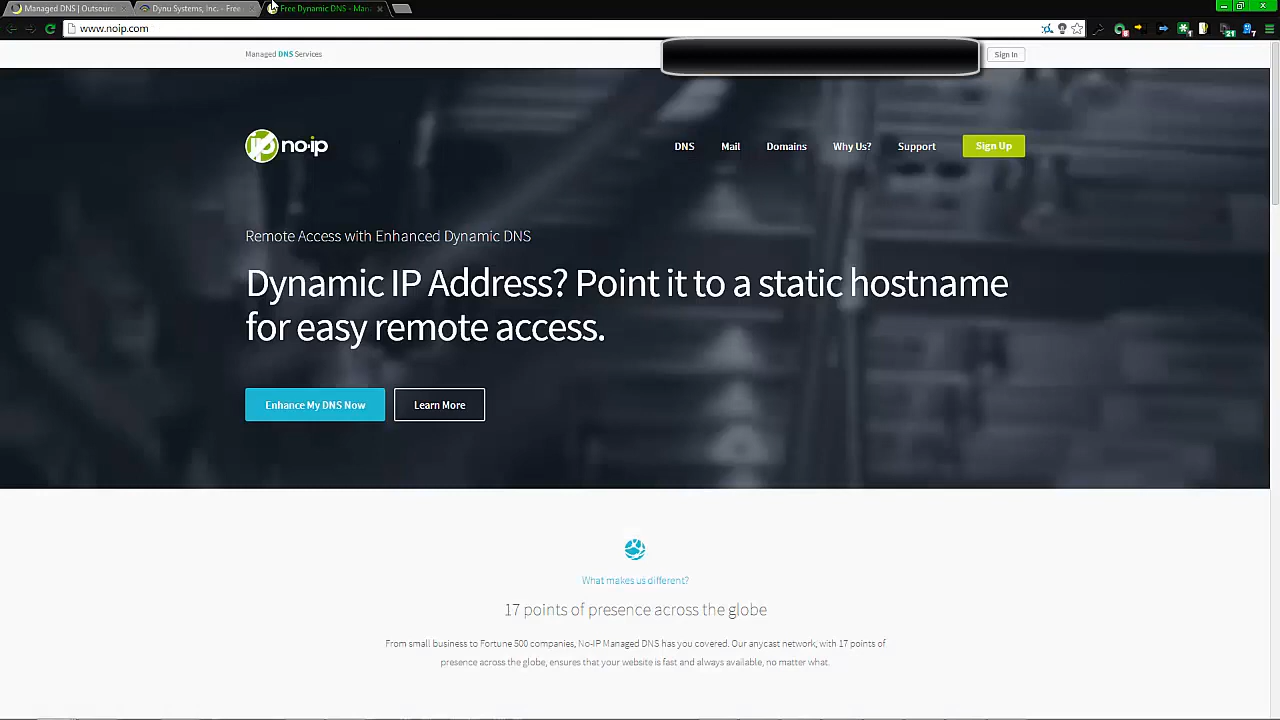 Managed DNS | Outsourc
Dynu Systems, Inc. - Free
Free Dynamic DNS - Man
www.noip.com
Managed DNS Services
Sign In
no-ip
DNS
Mail
Domains
Why Us?
Support
Sign Up
Remote Access with Enhanced Dynamic DNS
Dynamic IP Address? Point it to a static hostname
for easy remote access.
Enhance My DNS Now
Learn More
What makes us different?
17 points of presence across the globe
From small business to Fortune 500 companies, No-IP Managed DNS has you covered. Our anycast network, with 17 points of
presence across the globe, ensures that your website is fast and always available, no matter what.